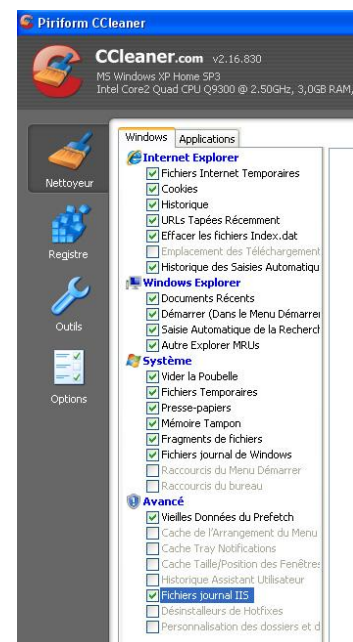 Piriform CCleaner
CCleaner.com v2.16.830
MS Windows XP Home SP3
Intel Core2 Quad CPU Q9300 @ 2.50GHz, 3,0GB RAM,
Nettoyeur
Registre
Outils
Options
Windows Applications
Internet Explorer
Fichiers Internet Temporaires
Cookies
Historique
URLs Tapées Récemment
Effacer les fichiers Index.dat
Emplacement des Téléchargement
Historique des Saisies Automatiqu
Windows Explorer
Documents Récents
Démarrer (Dans le Menu Démarrer
Saisie Automatique de la Recherch
Autre Explorer MRUs
Système
Vider la Poubelle
Fichiers Temporaires
Presse-papiers
Mémoire Tampon
Fragments de fichiers
Fichiers journal de Windows
Raccourcis du Menu Démarrer
Raccourcis du bureau
Avancé
Vieilles Données du Prefetch
Cache de l'Arrangement du Menu
Cache Tray Notifications
Cache Taille/Position des Fenêtres
Historique Assistant Utilisateur
Fichiers journal IIS
Désinstalleurs de Hotfixes
Personnalisation des dossiers et d